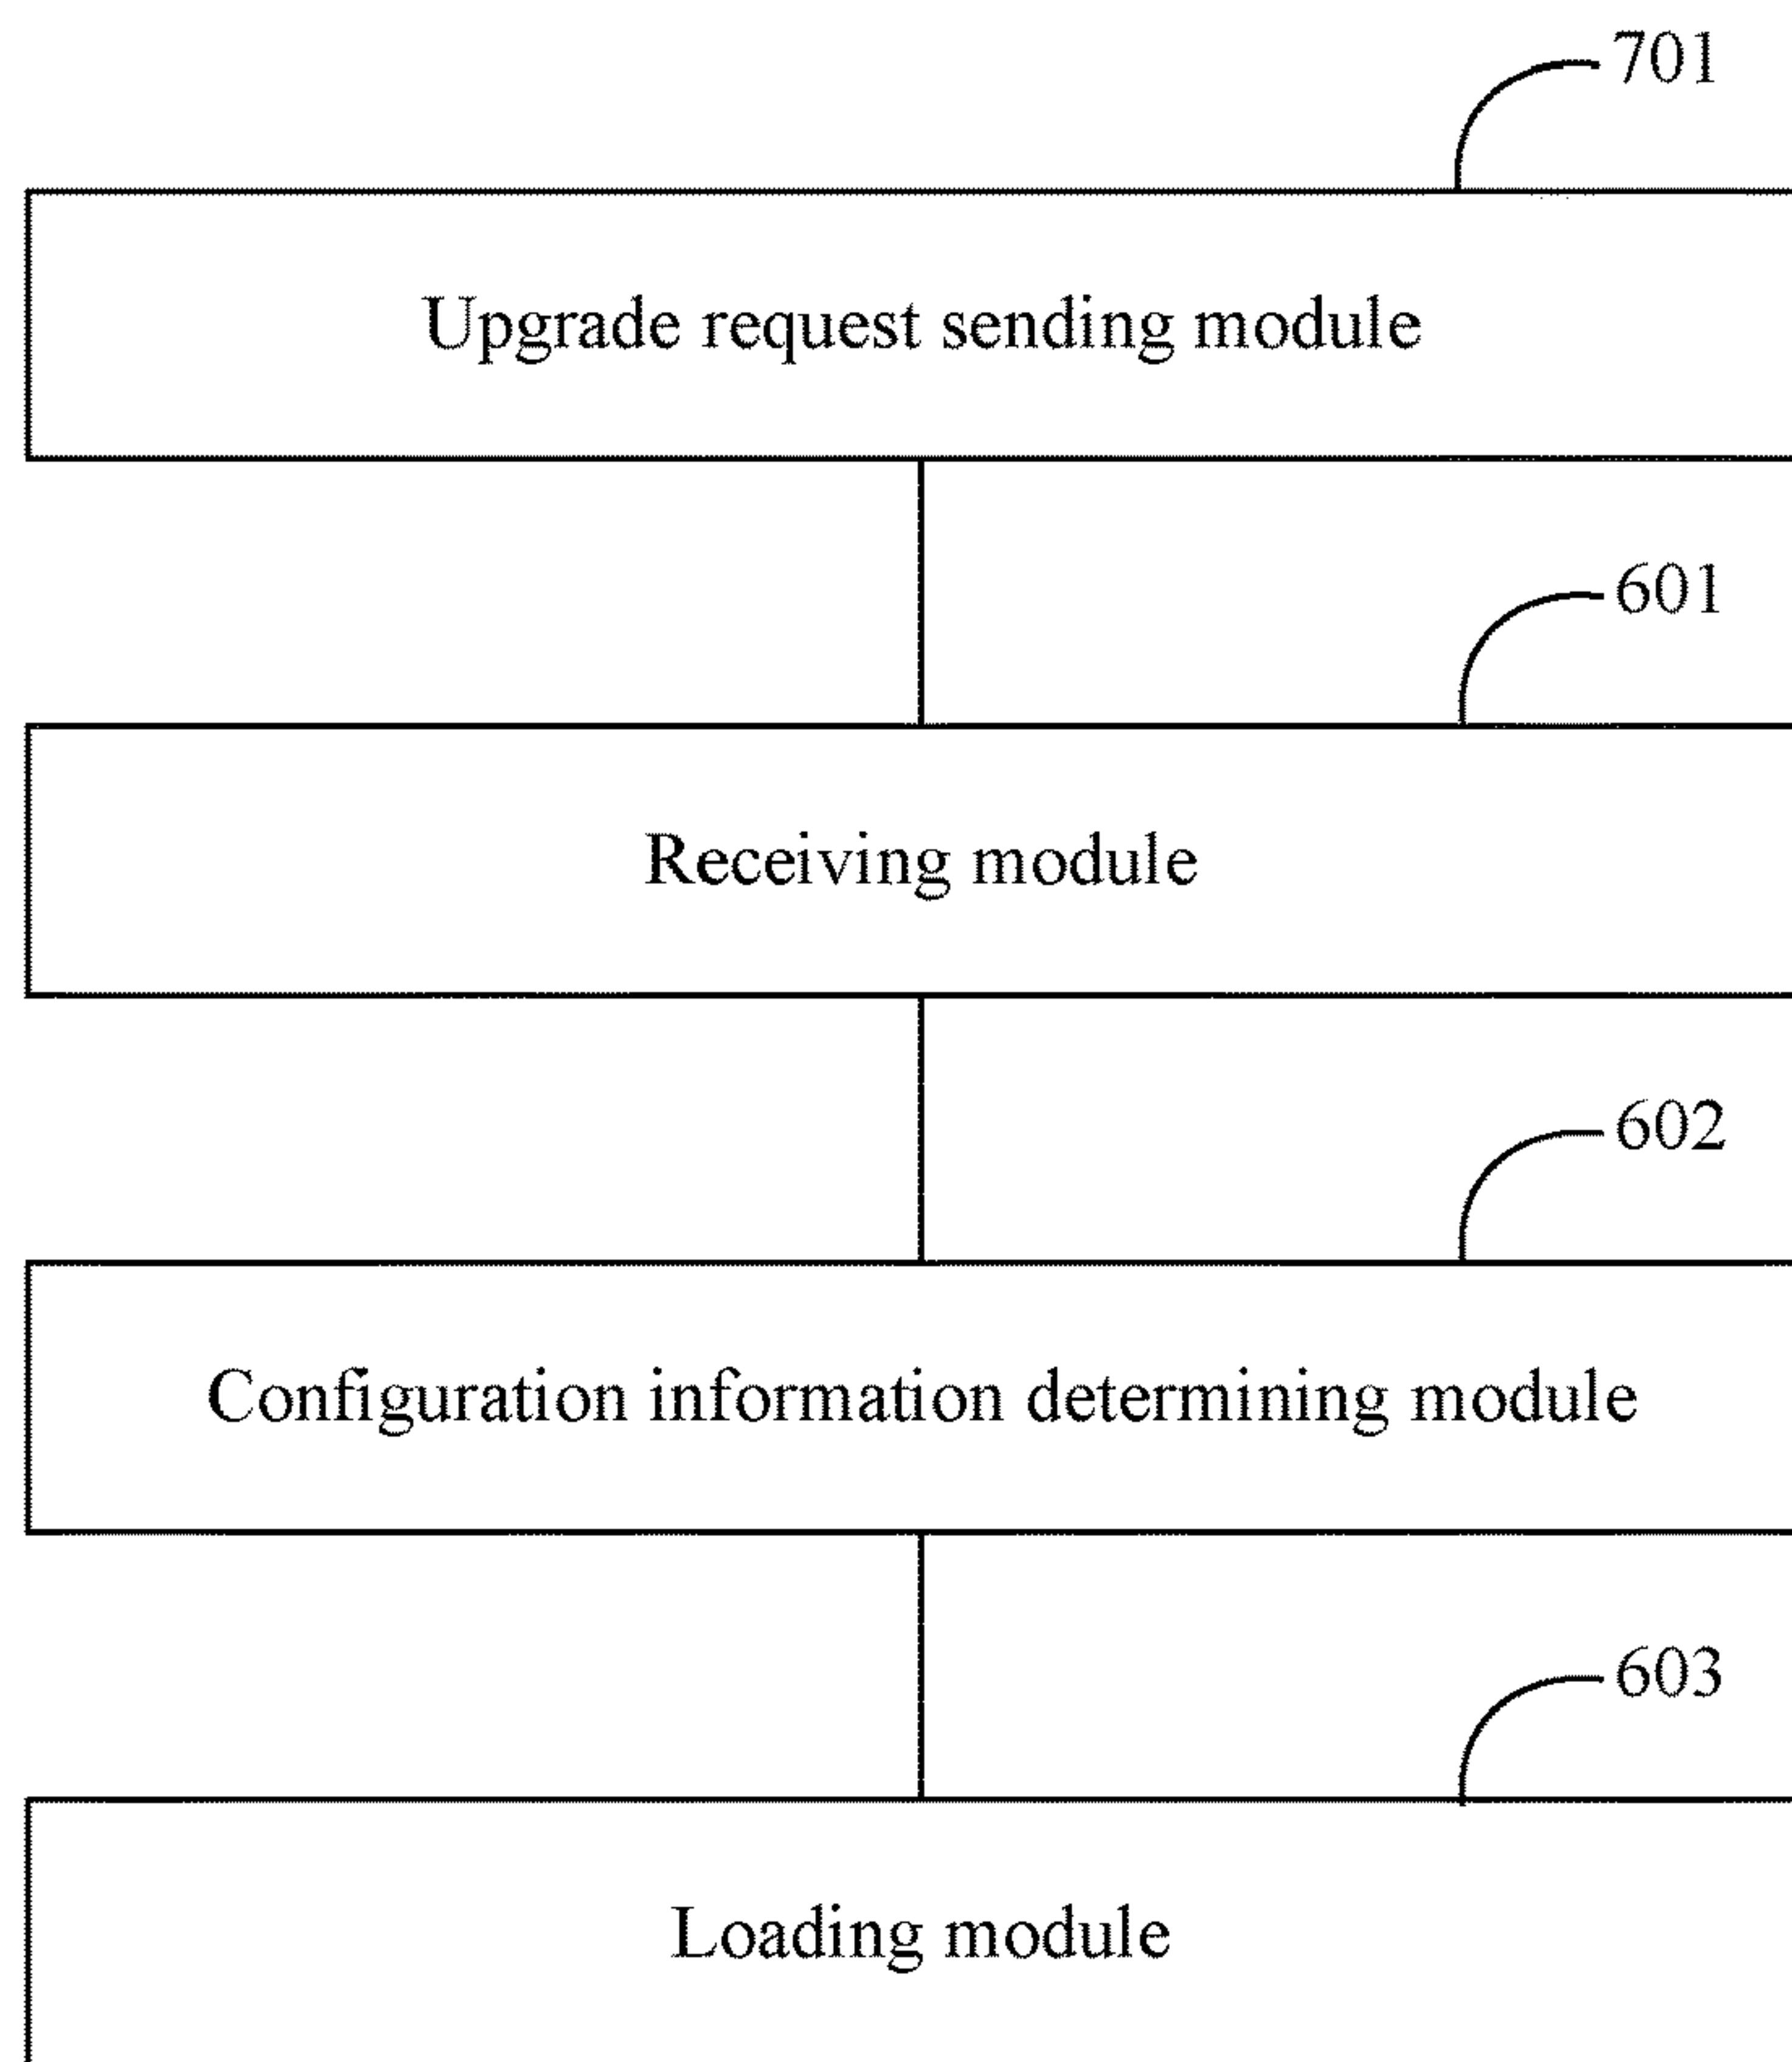 701
Upgrade request sending module
601
Receiving module
602
Configuration information determining module
603
Loading module